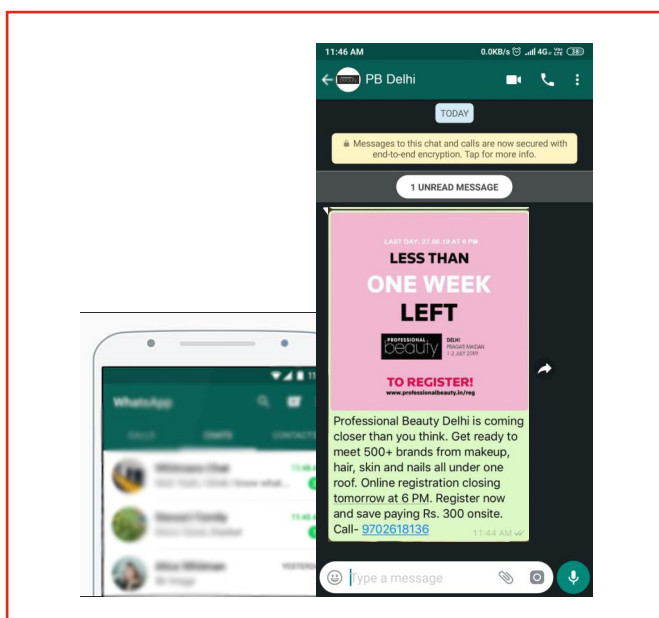 11:46 AM
0.0KB/s
4G
PB Delhi
TODAY
Messages to this chat and calls are now secured with
end-to-end encryption. Tap for more info.
1 UNREAD MESSAGE
LAST DAY: 27.06.19 AT 6 PM
LESS THAN
ONE WEEK
LEFT
PROFESSIONAL
beauty
DELHI
PRAGATI MAIDAN
1-2 JULY 2019
TO REGISTER!
www.professionalbeauty.in/reg
Professional Beauty Delhi is coming
closer than you think. Get ready to
meet 500+ brands from makeup,
hair, skin and nails all under one
roof. Online registration closing
tomorrow at 6 PM. Register now
and save paying Rs. 300 onsite.
Call- 9702618136
11:44 AM
Type a message
WhatsApp
CALLS
CHATS
CONTACTS
YESTERDAY